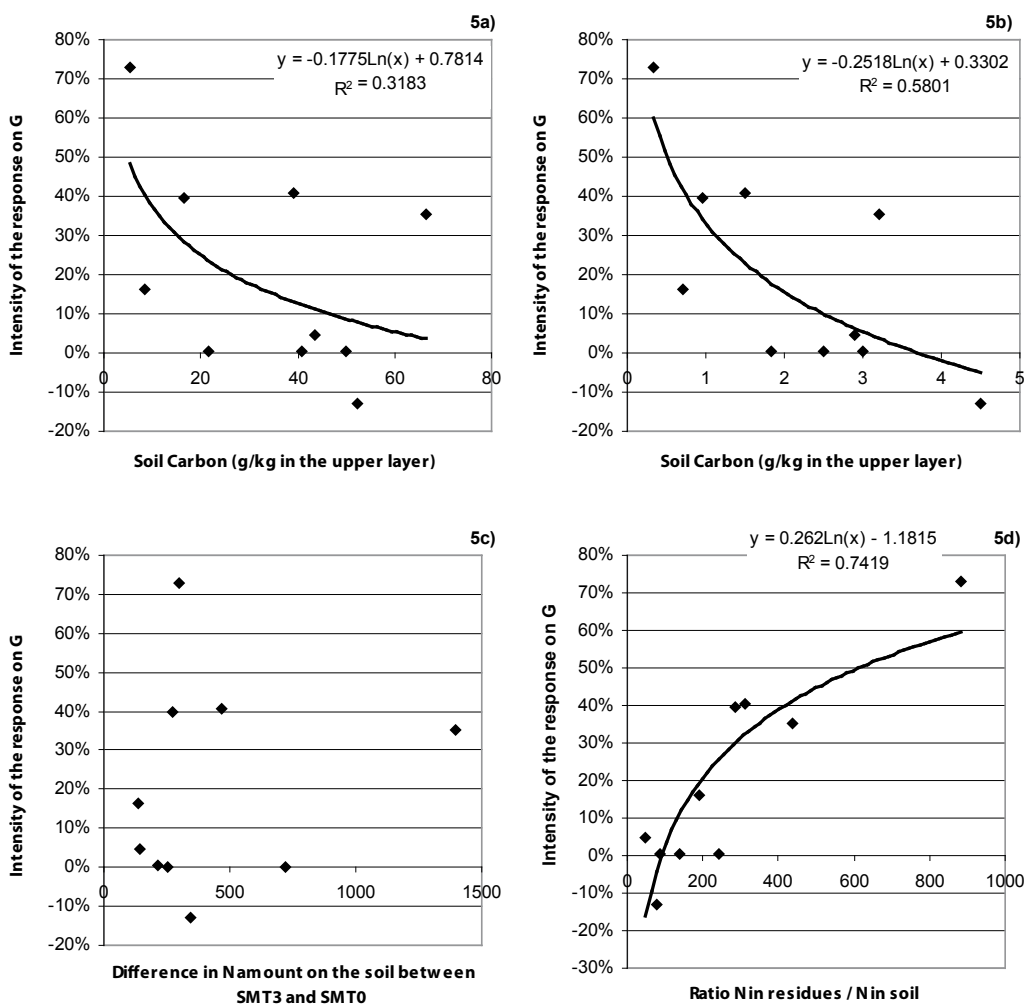 5a)
80%
70%
60%
50%
40%
30%
20%
10%
0%
-10%
-20%
y = -0.1775Ln(x) + 0.7814
R² = 0.3183
0 20 40 60 80
Intensity of the response on G
Soil Carbon (g/kg in the upper layer)
5b)
80%
70%
60%
50%
40%
30%
20%
10%
0%
-10%
-20%
y = -0.2518Ln(x) + 0.3302
R² = 0.5801
0 1 2 3 4 5
Intensity of the response on G
Soil Carbon (g/kg in the upper layer)
5c)
80%
70%
60%
50%
40%
30%
20%
10%
0%
-10%
-20%
0 500 1000 1500
Intensity of the response on G
Difference in N amount on the soil between
SMT3 and SMT0
5d)
y = 0.262Ln(x) - 1.1815
R² = 0.7419
80%
70%
60%
50%
40%
30%
20%
10%
0%
-10%
-20%
-30%
0 200 400 600 800 1000
Intensity of the response on G
Ratio N in residues / N in soil